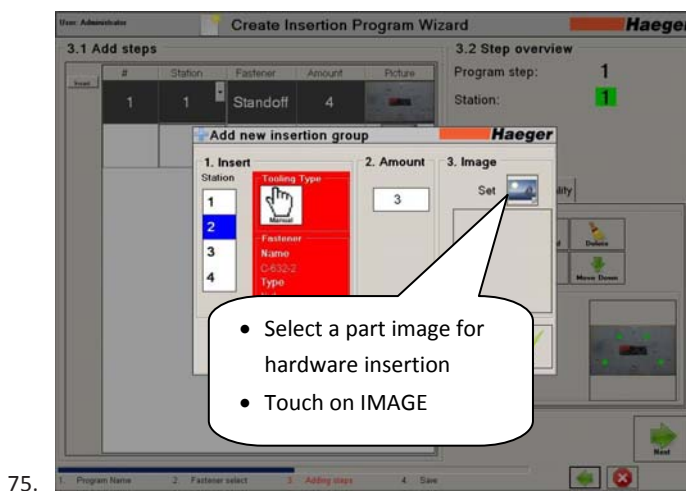 User: Administrator
Create Insertion Program Wizard
Haeger
3.1 Add steps
3.2 Step overview
# Station Fastener Amount Picture
1 1 Standoff 4
Program step: 1
Station: 1
Add new insertion group
Haeger
1. Insert
2. Amount
3. Image
Station
1
2
3
4
Tooling Type
Manual
Fastener
Name
C-632-2
Type
3
Set
Delete
Move Down
• Select a part image for
hardware insertion
• Touch on IMAGE
Next
75.
1. Program Name 2. Fastener select 3. Adding steps 4. Save